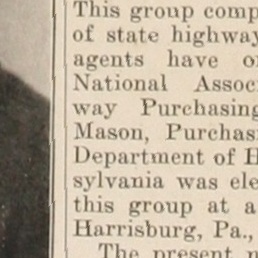 This group comp
of state highway
agents have o
National Assoc
way Purchasing
Mason, Purchas
Department of H
sylvania was ele
this group at a
Harrisburg, Pa.,
The present